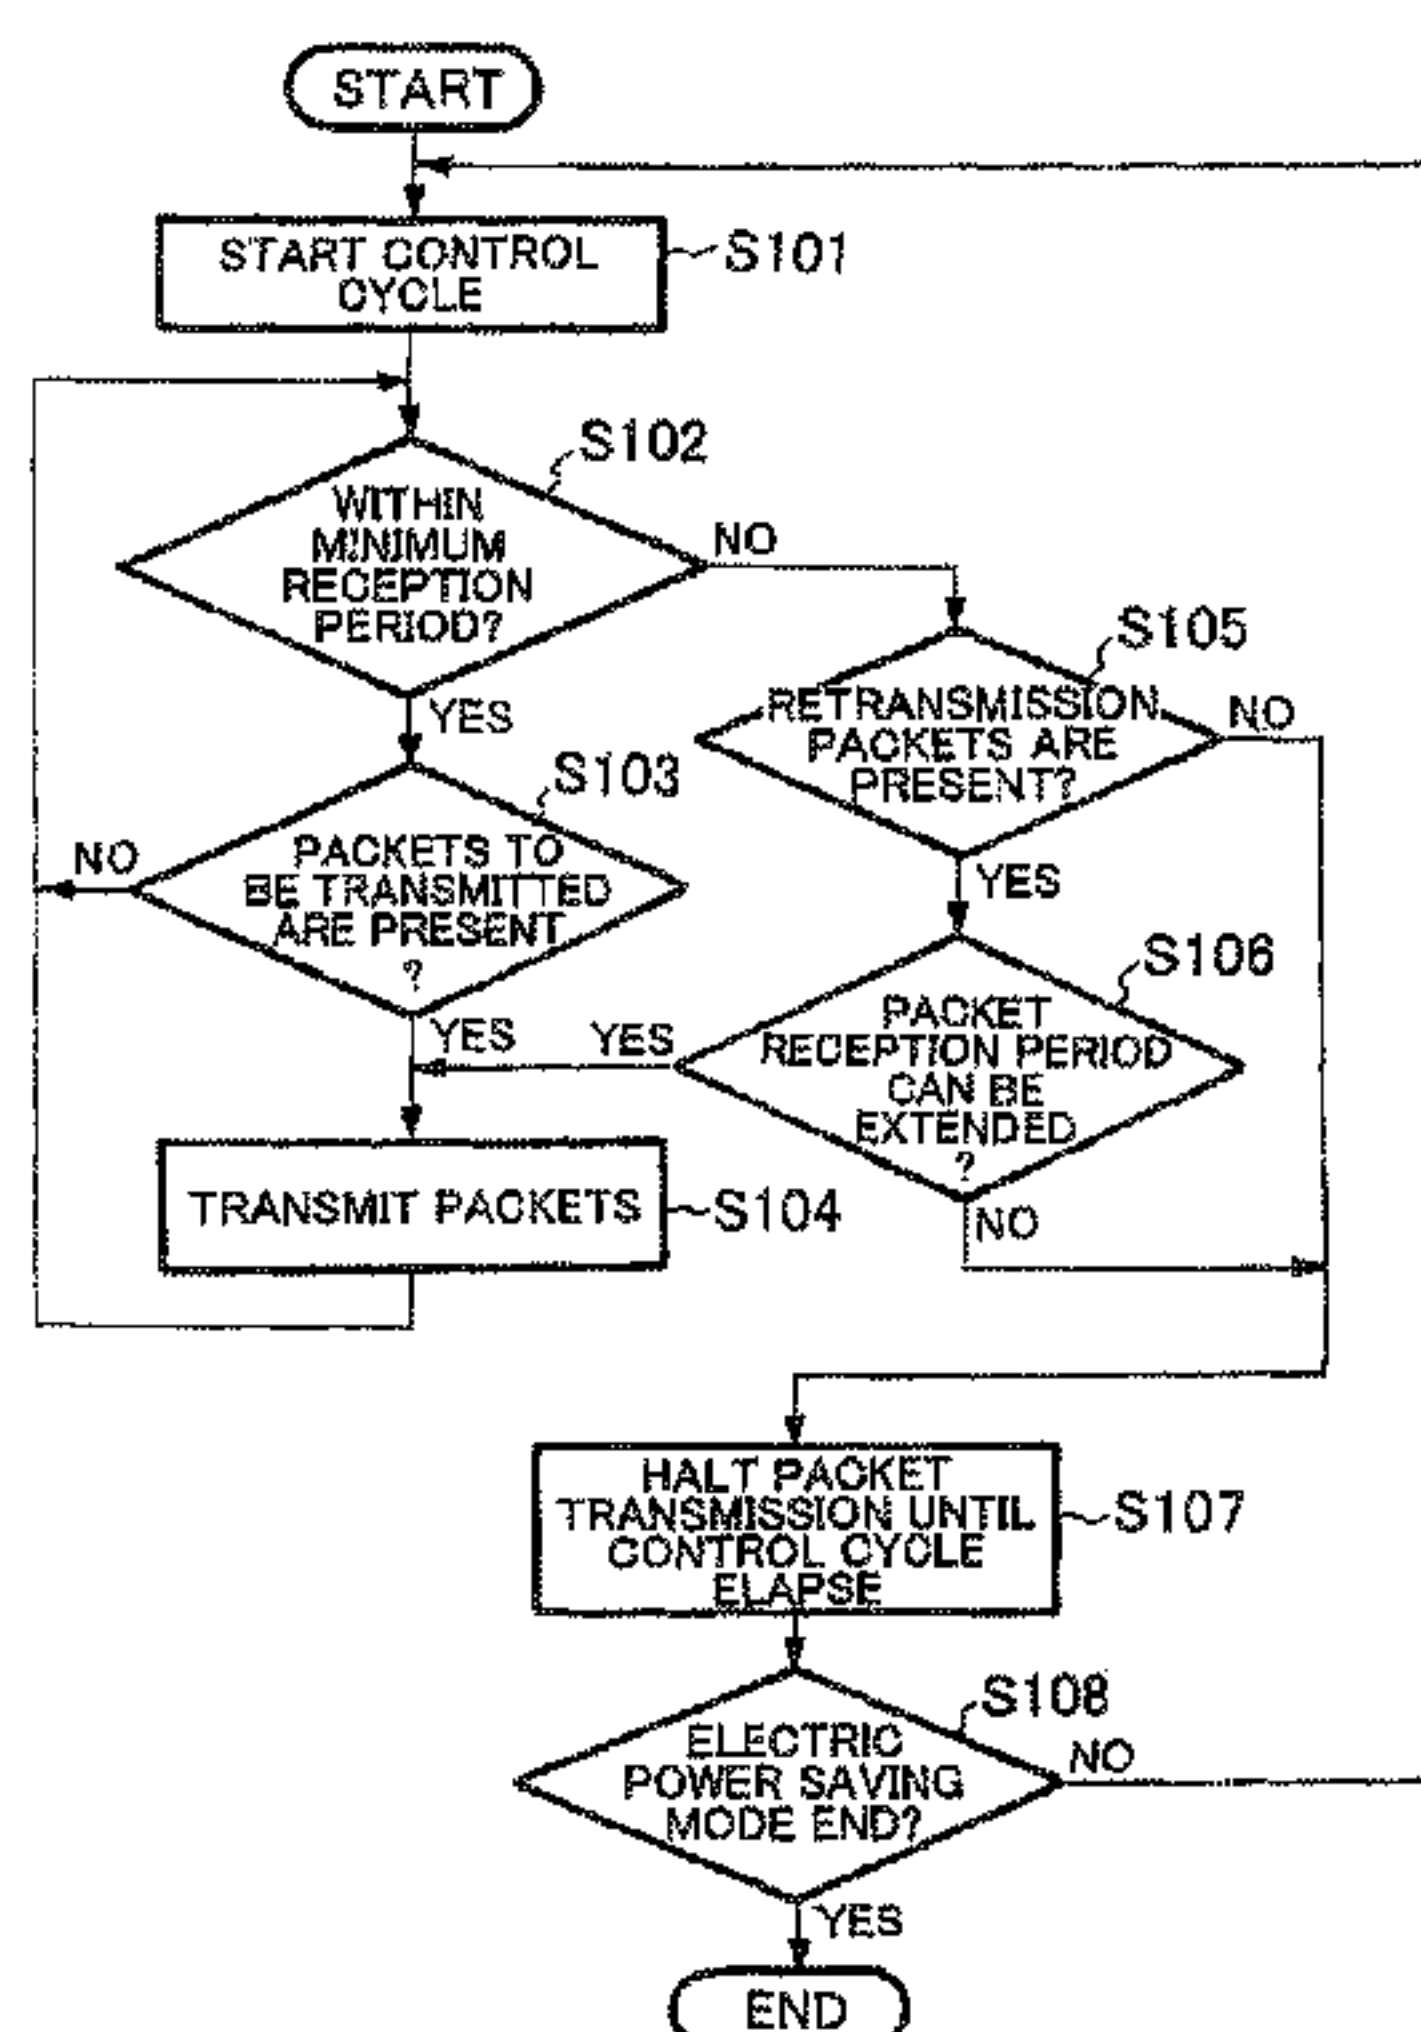 START
START CONTROL
CYCLE
S101
S102
WITHIN
MINIMUM
RECEPTION
PERIOD?
NO
YES
S103
PACKETS TO
BE TRANSMITTED
ARE PRESENT
?
NO
YES
TRANSMIT PACKETS
S104
S105
RETRANSMISSION
PACKETS ARE
PRESENT?
NO
YES
S106
PACKET
RECEPTION PERIOD
CAN BE
EXTENDED
?
YES
NO
HALT PACKET
TRANSMISSION UNTIL
CONTROL CYCLE
ELAPSE
S107
S108
ELECTRIC
POWER SAVING
MODE END?
NO
YES
END